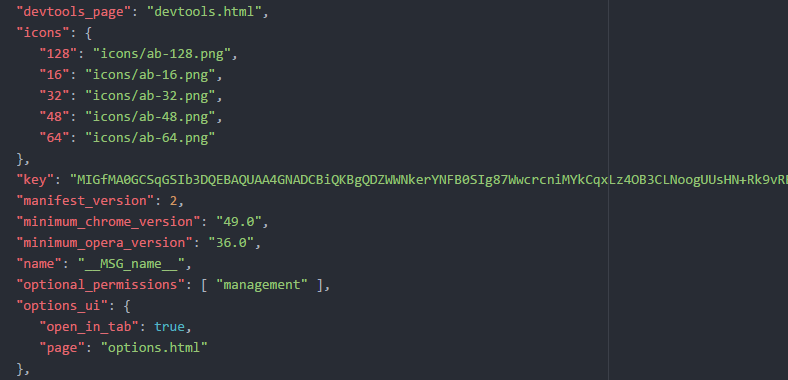 "devtools_page": "devtools.html",
"icons": {
"128": "icons/ab-128.png",
"16": "icons/ab-16.png",
"32": "icons/ab-32.png",
"48": "icons/ab-48.png",
"64": "icons/ab-64.png"
},
"key": "MIGfMA0GCSqGSIb3DQEBAQUAA4GNADCBiQKBgQDZWWNkerYNFB0SIg87WwcrcniMYkCqxLz4OB3CLNoogUUsHN+Rk9vR
"manifest_version": 2,
"minimum_chrome_version": "49.0",
"minimum_opera_version": "36.0",
"name": "__MSG_name__",
"optional_permissions": [ "management" ],
"options_ui": {
"open_in_tab": true,
"page": "options.html"
},